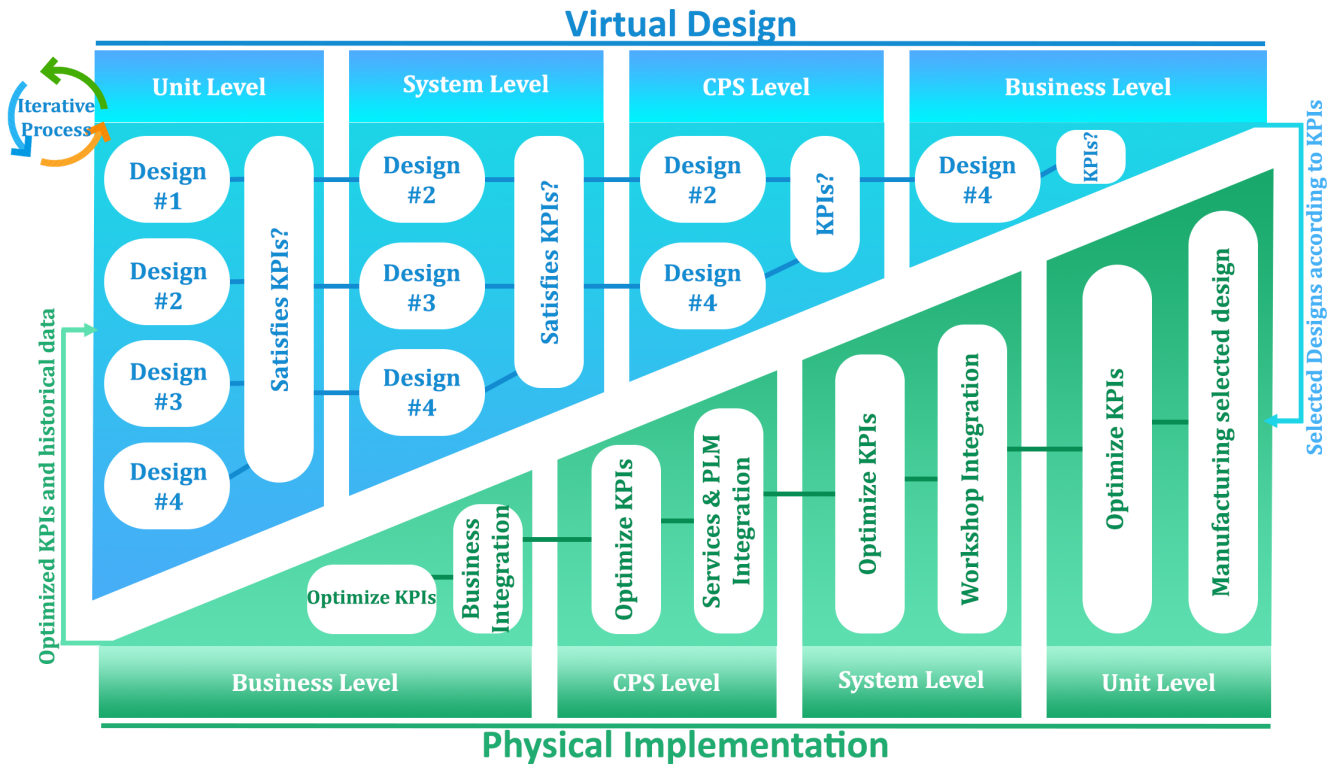 Virtual Design
Unit Level
System Level
CPS Level
Business Level
Iterative
Process
Design
#1
Design
#2
Design
#3
Design
#4
Satisfies KPIs?
Design
#2
Design
#3
Design
#4
Satisfies KPIs?
Design
#2
Design
#4
KPIs?
Design
#4
KPIs?
Selected Designs according to KPIs
Optimized KPIs and historical data
Optimize KPIs
Business
Integration
Optimize KPIs
Services & PLM
Integration
Optimize KPIs
Workshop Integration
Optimize KPIs
Manufacturing selected design
Business Level
CPS Level
System Level
Unit Level
Physical Implementation